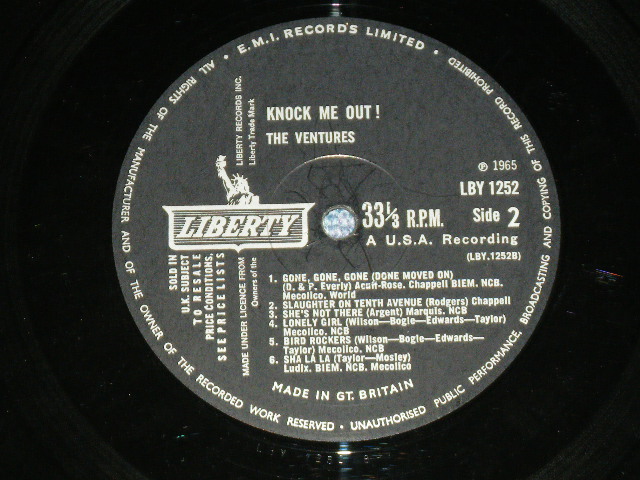 E.M.I. RECORD'S LIMITED • UNAUTHORISED PUBLIC PERFORMANCE, BROADCASTING AND COPYING OF THIS RECORD PROHIBITED • ALL RIGHTS OF THE MANUFACTURER AND OF THE OWNER OF THE RECORDED WORK RESERVED •
LIBERTY RECORDS INC.
Liberty Trade Mark
KNOCK ME OUT!
THE VENTURES
℗ 1965
LBY 1252
LIBERTY
33⅓ R.P.M.
Side 2
A U.S.A. Recording
(LBY.1252B)
SOLD IN
U.K. SUBJECT
TO RESALE
PRICE CONDITIONS,
SEE PRICE LISTS
MADE UNDER LICENCE FROM
Owners of the
1. GONE, GONE, GONE (DONE MOVED ON)
(D. & P. Everly) Acuff-Rose. Chappell BIEM. NCB.
Mecolico. World
2. SLAUGHTER ON TENTH AVENUE (Rodgers) Chappell
3. SHE'S NOT THERE (Argent) Marquis. NCB
4. LONELY GIRL (Wilson—Bogle—Edwards—Taylor)
Mecolico. NCB
5. BIRD ROCKERS (Wilson—Bogle—Edwards—
Taylor) Mecolico. NCB
6. SHA LA LA (Taylor—Mosley)
Ludix. BIEM. NCB. Mecolico
MADE IN GT. BRITAIN